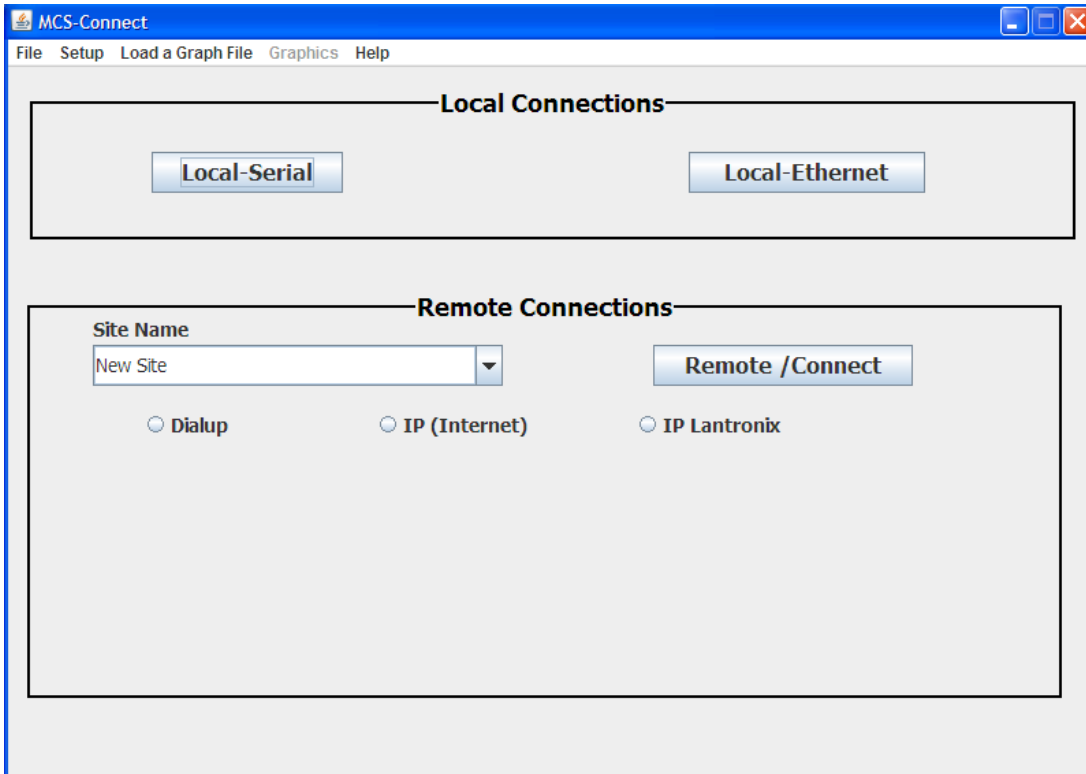 MCS-Connect
File Setup Load a Graph File Graphics Help
Local Connections
Local-Serial Local-Ethernet
Remote Connections
Site Name
New Site Remote /Connect
Dialup IP (Internet) IP Lantronix